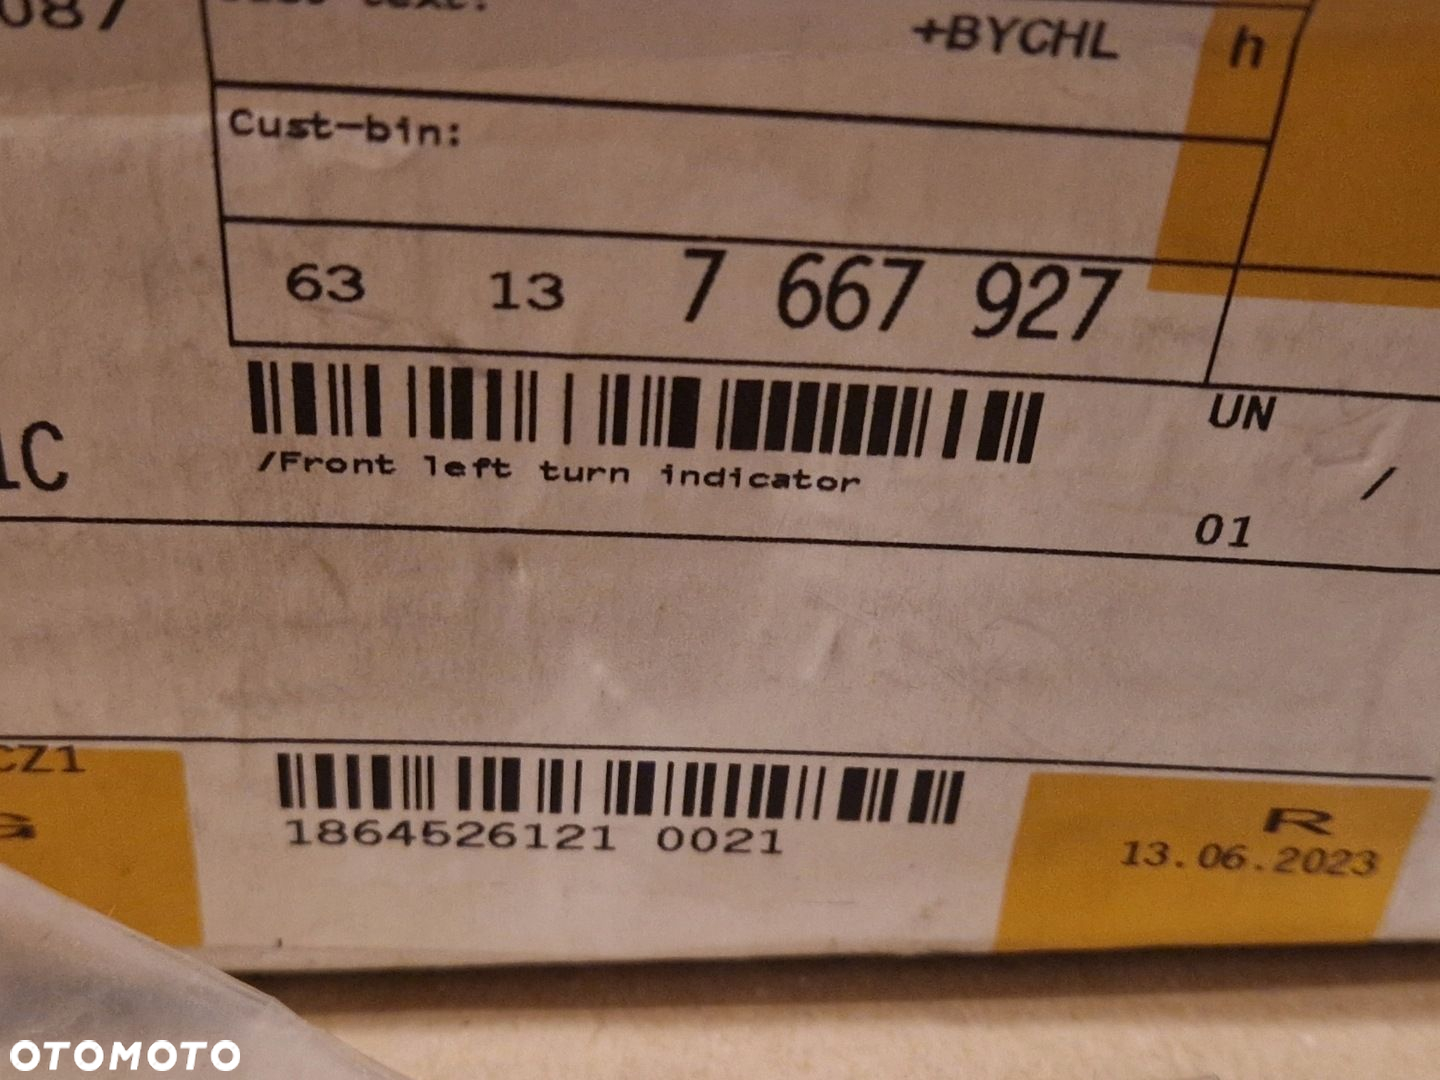 087
+BYCHL h
Cust-bin:
63 13 7 667 927
UN
1C
/Front left turn indicator
/
01
CZ1
G
1864526121 0021
R
13.06.2023
OTOMOTO